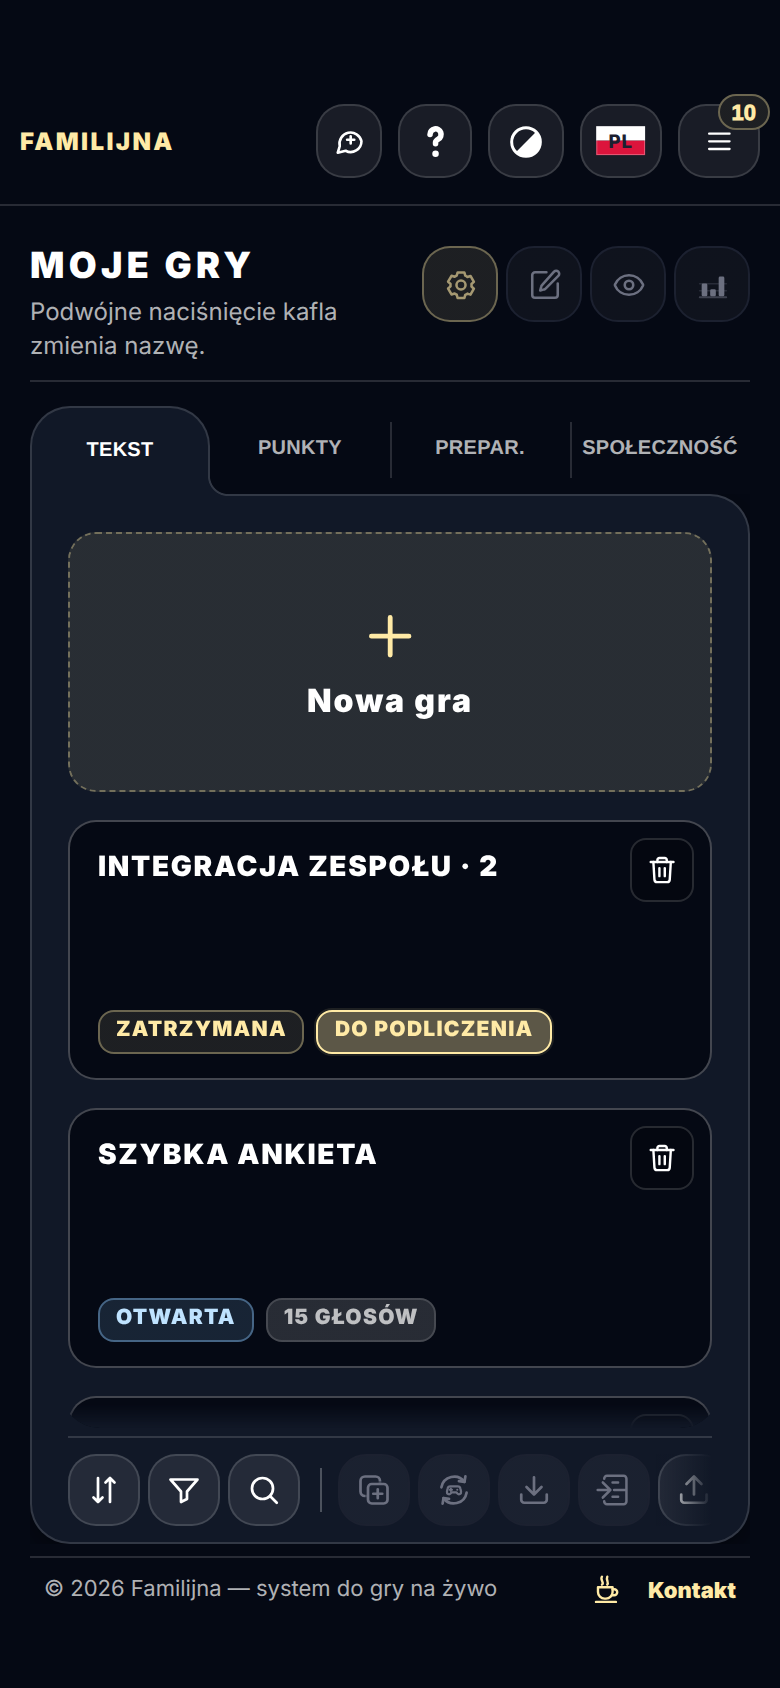 FAMILIJNA
?
PL
10
MOJE GRY
Podwójne naciśnięcie kafla
zmienia nazwę.
TEKST
PUNKTY
PREPAR.
SPOŁECZNOŚĆ
Nowa gra
INTEGRACJA ZESPOŁU · 2
ZATRZYMANA
DO PODLICZENIA
SZYBKA ANKIETA
OTWARTA
15 GŁOSÓW
© 2026 Familijna — system do gry na żywo
Kontakt